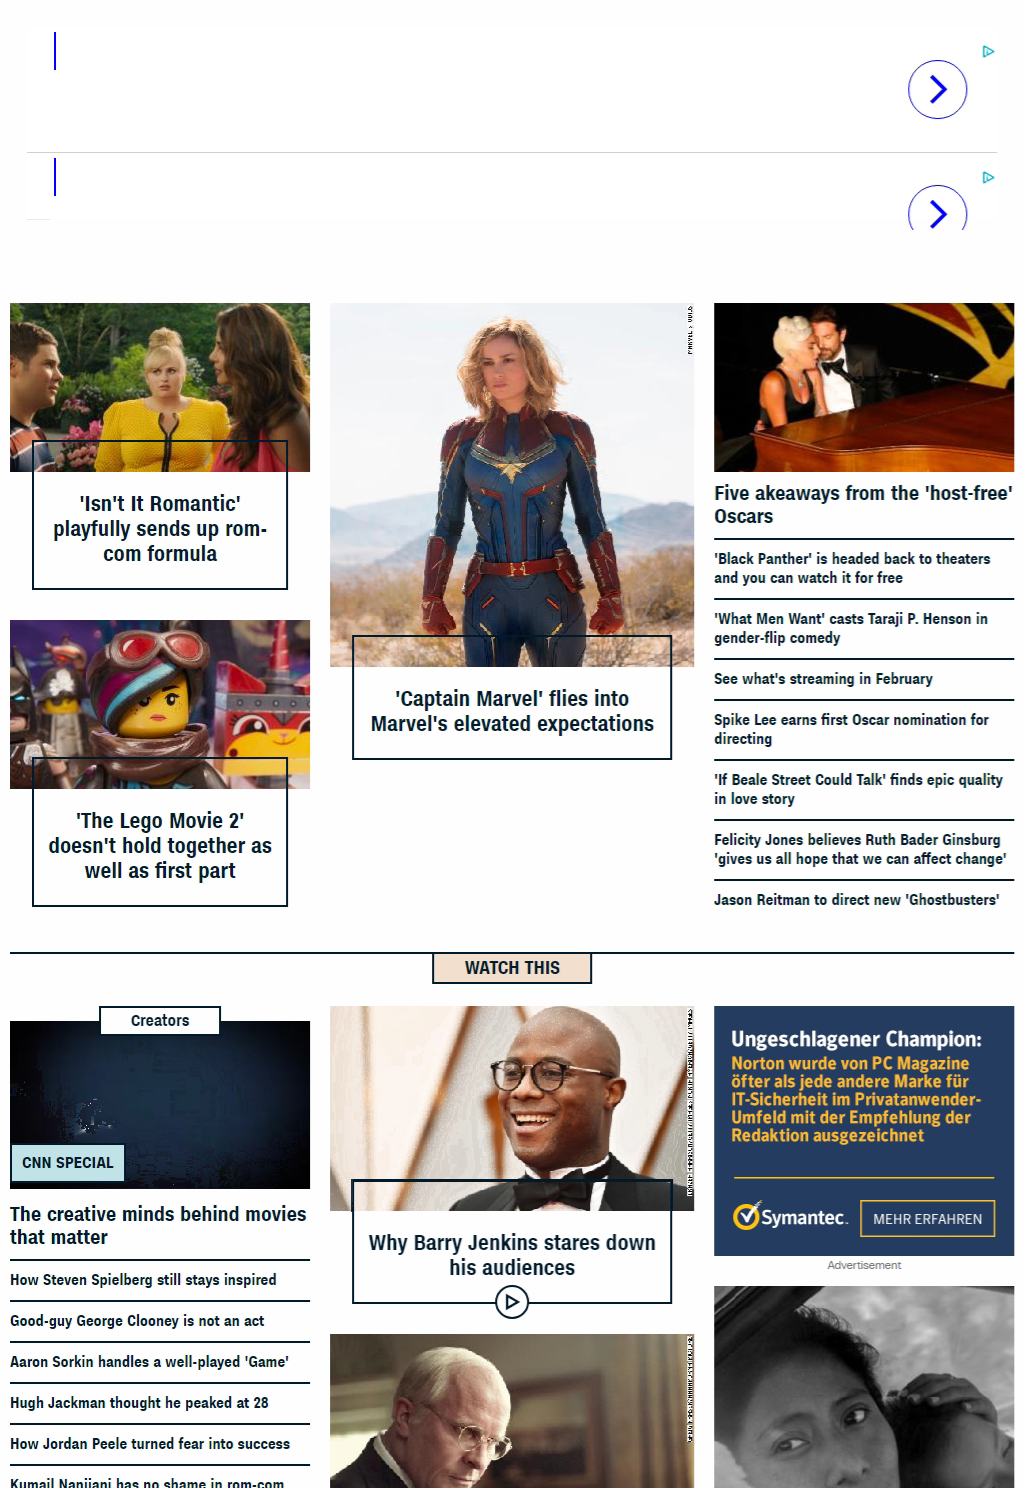 'Isn't It Romantic'
playfully sends up rom-
com formula
'The Lego Movie 2'
doesn't hold together as
well as first part
'Captain Marvel' flies into
Marvel's elevated expectations
Five akeaways from the 'host-free'
Oscars
'Black Panther' is headed back to theaters
and you can watch it for free
'What Men Want' casts Taraji P. Henson in
gender-flip comedy
See what's streaming in February
Spike Lee earns first Oscar nomination for
directing
'If Beale Street Could Talk' finds epic quality
in love story
Felicity Jones believes Ruth Bader Ginsburg
'gives us all hope that we can affect change'
Jason Reitman to direct new 'Ghostbusters'
WATCH THIS
Creators
CNN SPECIAL
The creative minds behind movies
that matter
How Steven Spielberg still stays inspired
Good-guy George Clooney is not an act
Aaron Sorkin handles a well-played 'Game'
Hugh Jackman thought he peaked at 28
How Jordan Peele turned fear into success
Kumail Nanjiani has no shame in rom-com
Why Barry Jenkins stares down
his audiences
Ungeschlagener Champion:
Norton wurde von PC Magazine
öfter als jede andere Marke für
IT-Sicherheit im Privatanwender-
Umfeld mit der Empfehlung der
Redaktion ausgezeichnet
Symantec
MEHR ERFAHREN
Advertisement